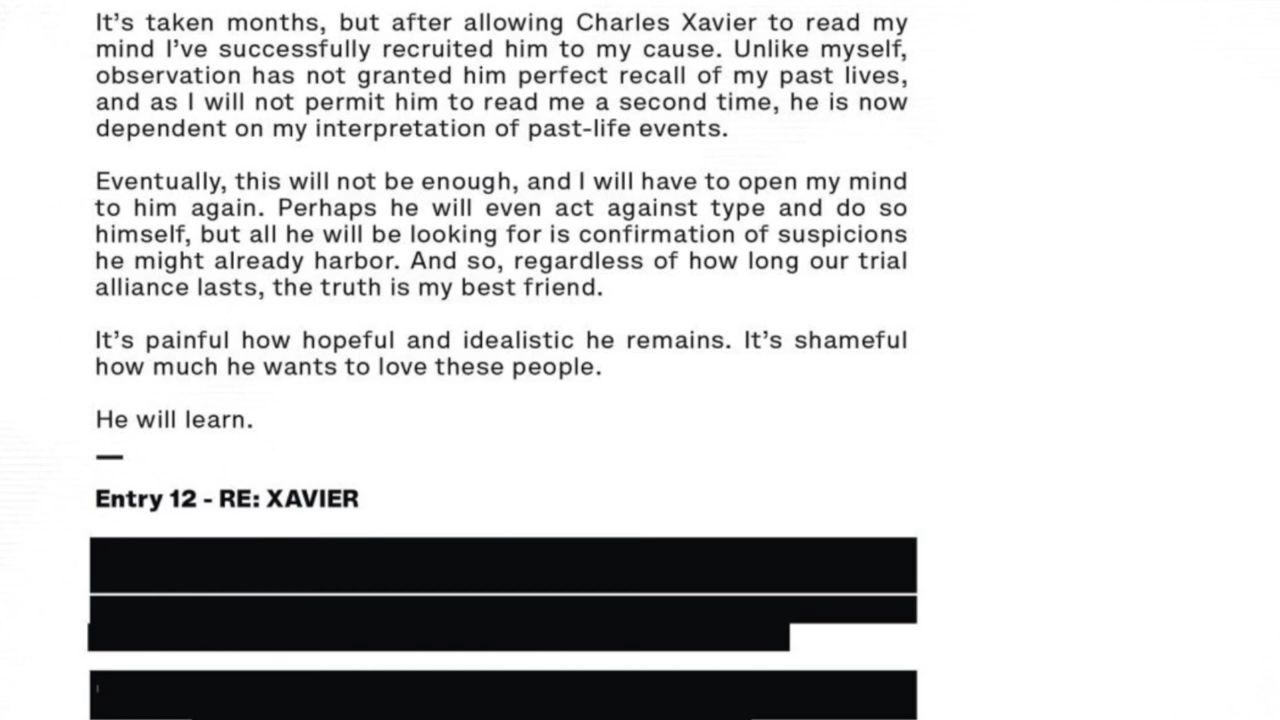 It’s taken months, but after allowing Charles Xavier to read my
mind I’ve successfully recruited him to my cause. Unlike myself,
observation has not granted him perfect recall of my past lives,
and as I will not permit him to read me a second time, he is now
dependent on my interpretation of past-life events.
Eventually, this will not be enough, and I will have to open my mind
to him again. Perhaps he will even act against type and do so
himself, but all he will be looking for is confirmation of suspicions
he might already harbor. And so, regardless of how long our trial
alliance lasts, the truth is my best friend.
It’s painful how hopeful and idealistic he remains. It’s shameful
how much he wants to love these people.
He will learn.
—
Entry 12 - RE: XAVIER